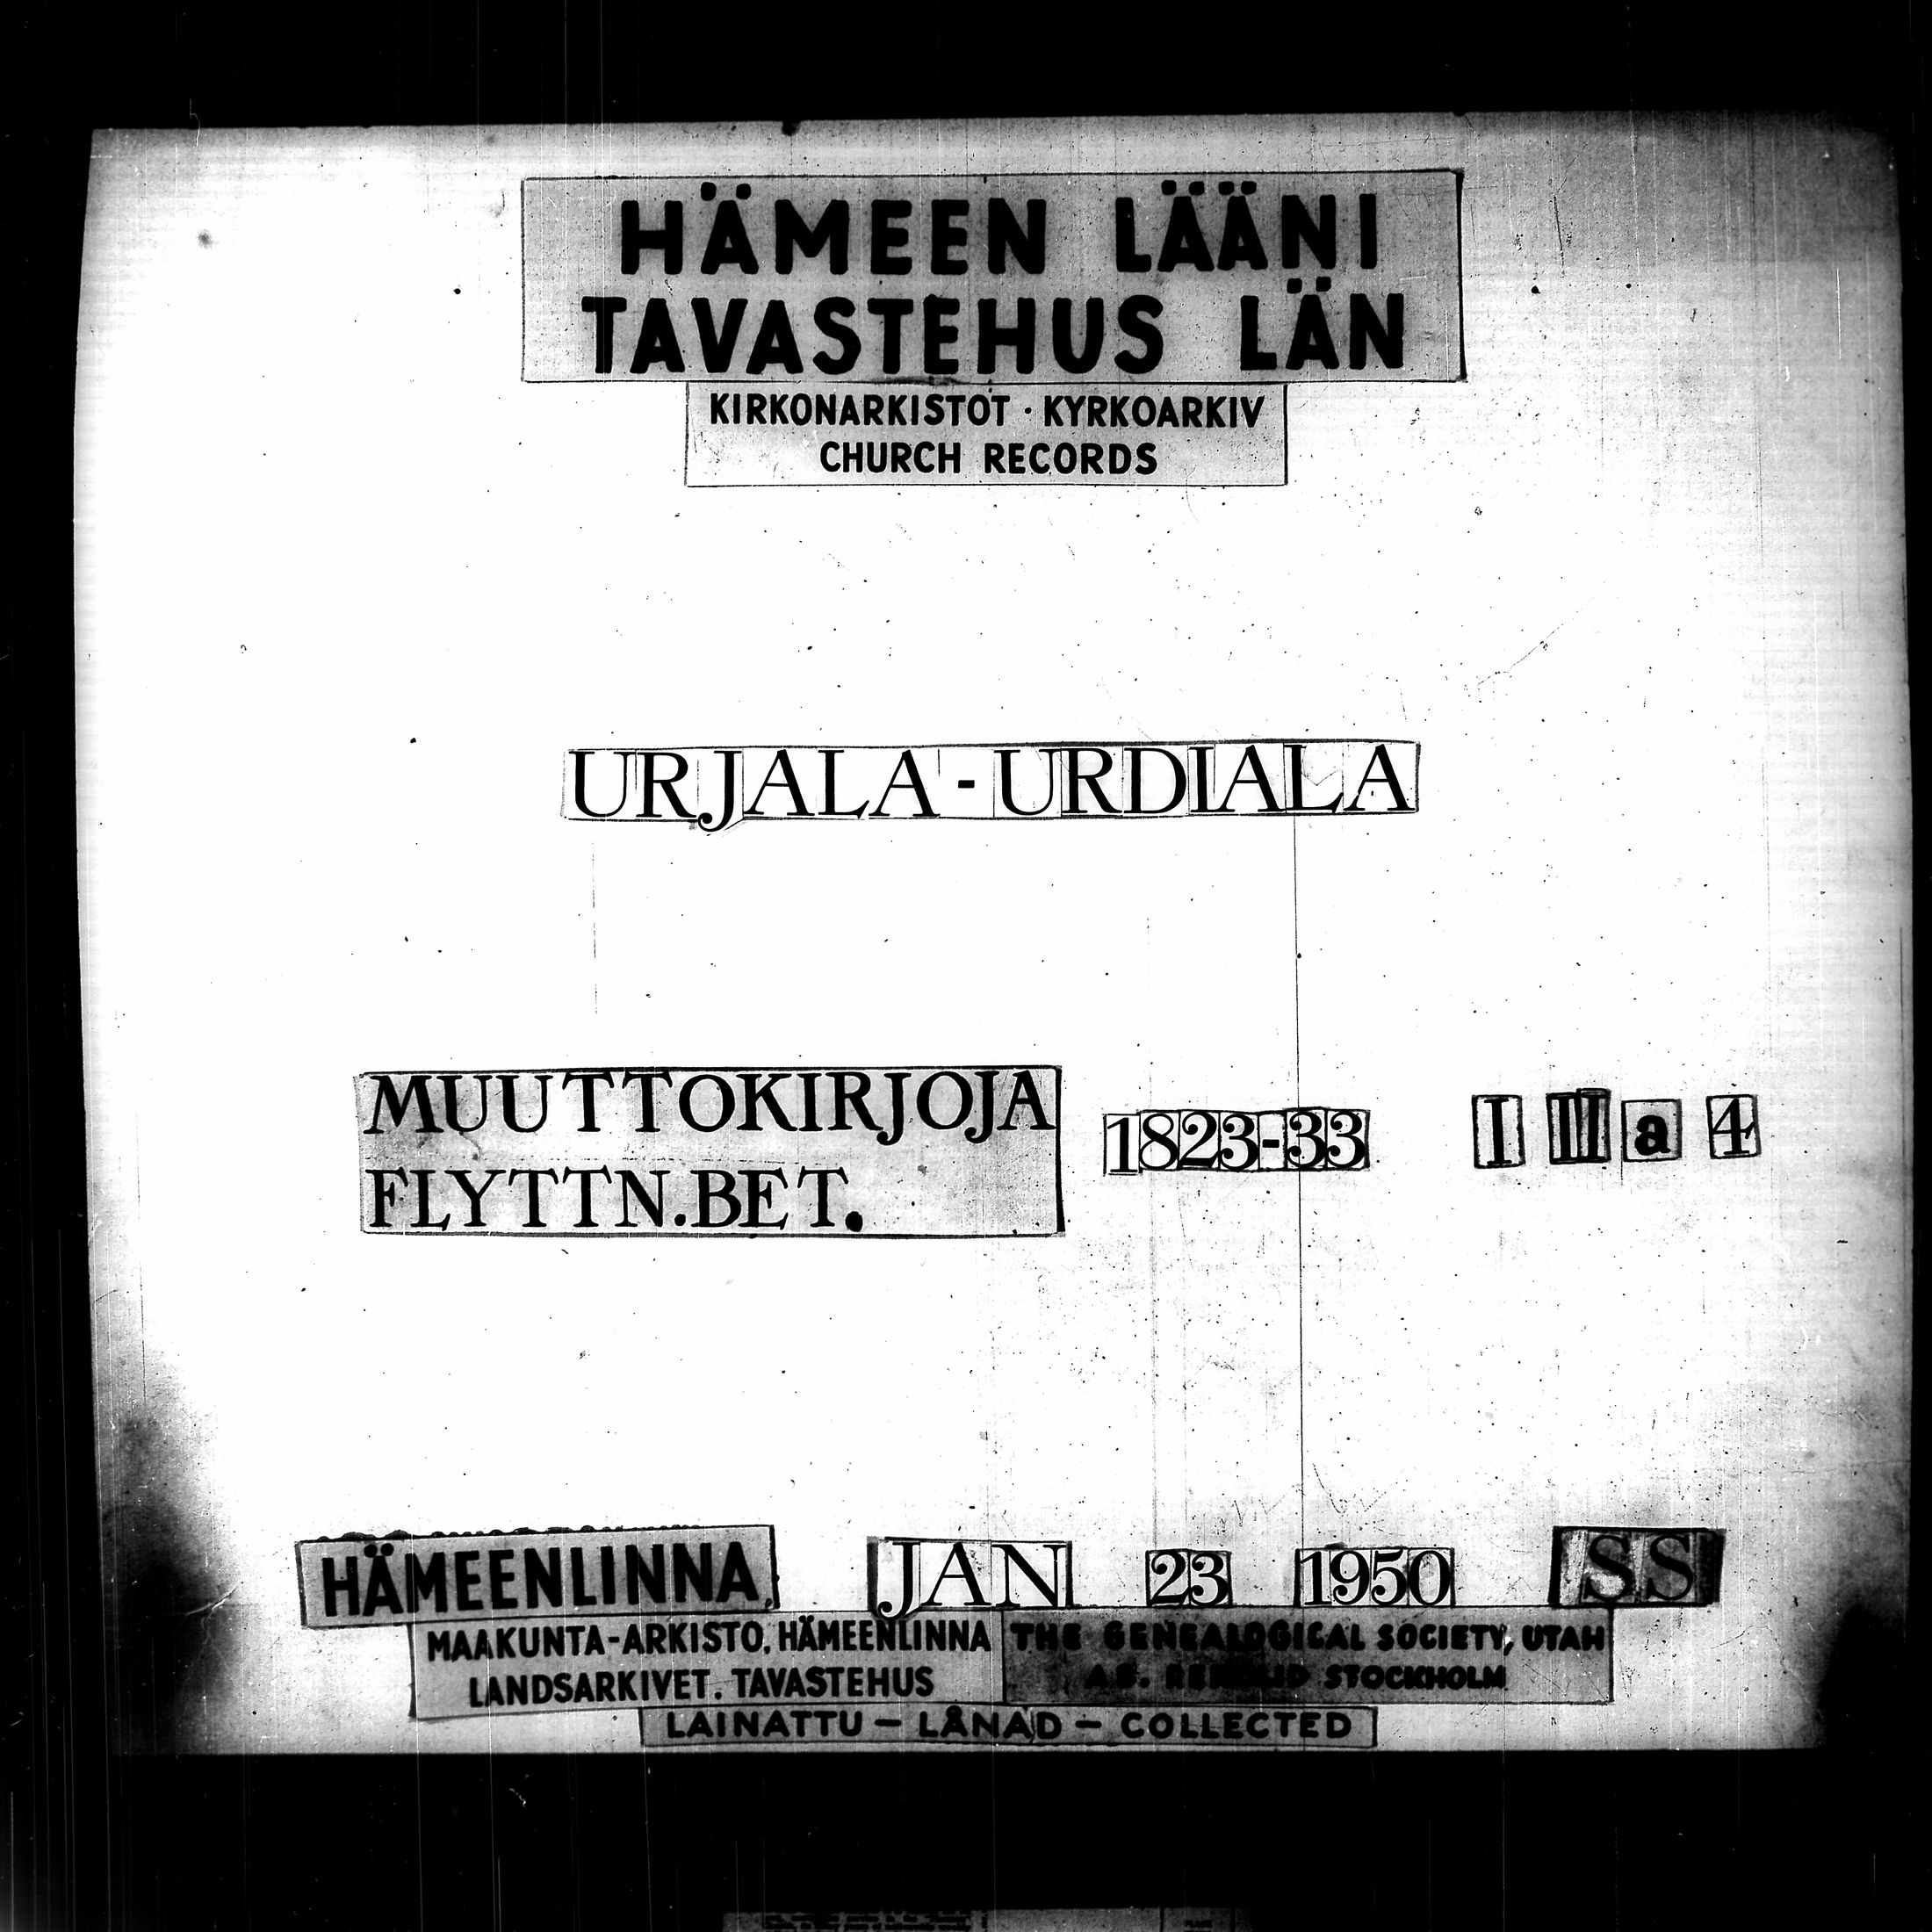 HÄMEEN LÄÄNI
TAVASTEHUS LÄN
KIRKONARKISTOT · KYRKOARKIV
CHURCH RECORDS
URJALA - URDIALA
MUUTTOKIRJOJA
FLYTTN.BET.
1823-33 I III a 4
HÄMEENLINNA, JAN 23 1950 SS
MAAKUNTA-ARKISTO, HÄMEENLINNA
LANDSARKIVET. TAVASTEHUS
THE GENEALOGICAL SOCIETY, UTAH
AB. STOCKHOLM
LAINATTU – LÅNAD – COLLECTED